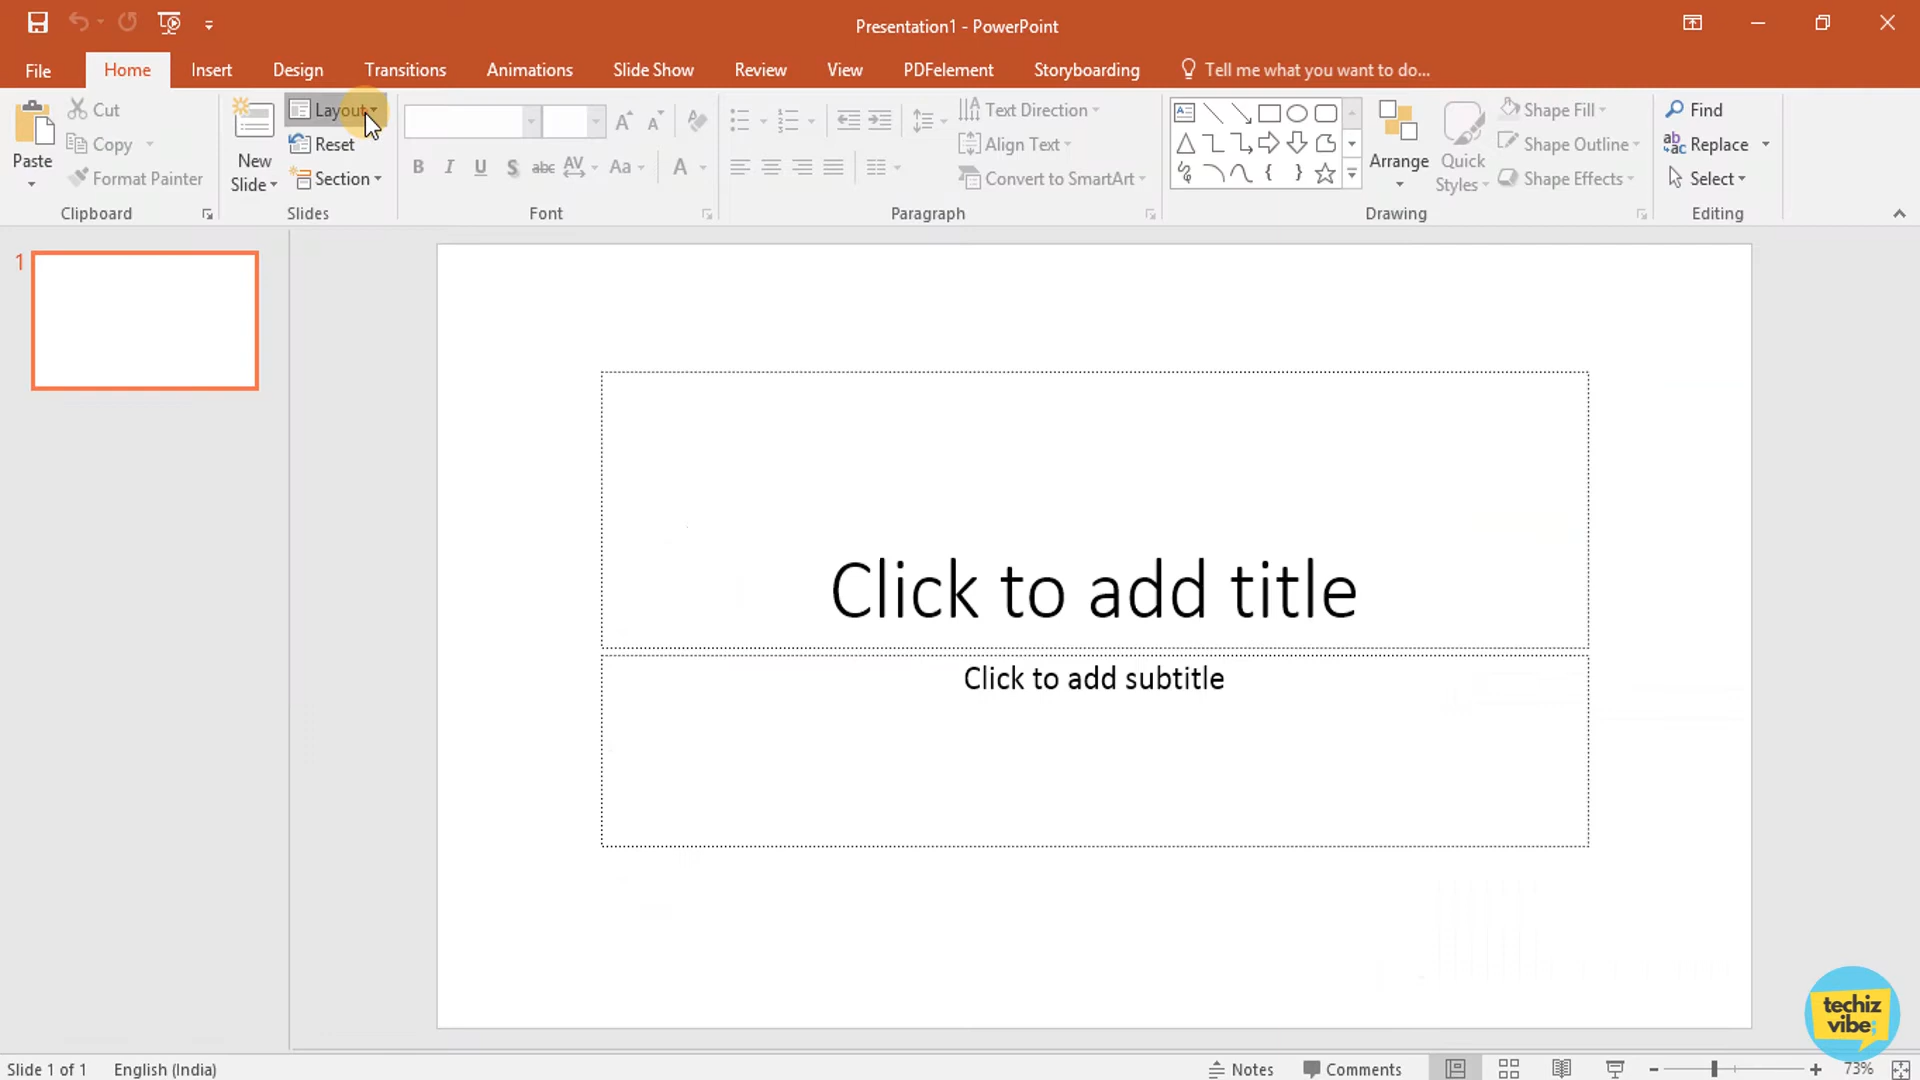 Presentation1 - PowerPoint
File Home Insert Design Transitions Animations Slide Show Review View PDFelement Storyboarding Tell me what you want to do...
Paste
Cut
Copy
Format Painter
Clipboard
New
Slide
Layout
Reset
Section
Slides
Font
Text Direction
Align Text
Convert to SmartArt
Paragraph
Arrange
Quick
Styles
Shape Fill
Shape Outline
Shape Effects
Drawing
Find
Replace
Select
Editing
1
Click to add title
Click to add subtitle
techiz
vibe
Slide 1 of 1 English (India) Notes Comments 73%